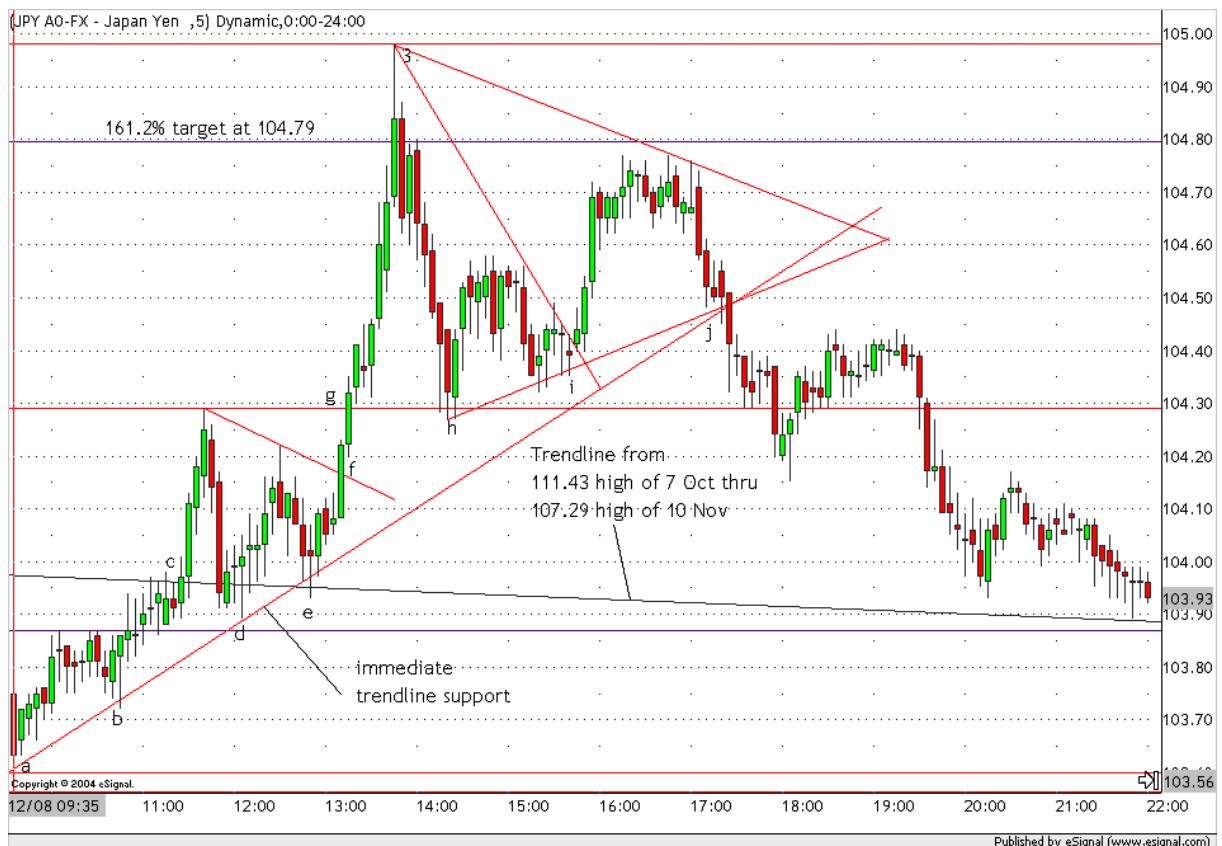 (JPY A0-FX - Japan Yen ,5) Dynamic,0:00-24:00
105.00
3
104.90
161.2% target at 104.79
104.80
104.70
104.60
104.50
j
104.40
i
g
104.30
h
104.20
f
Trendline from
111.43 high of 7 Oct thru
107.29 high of 10 Nov
104.10
c
104.00
103.93
103.90
e
d
immediate
trendline support
103.80
b
103.70
a
Copyright © 2004 eSignal.
103.56
12/08 09:35 11:00 12:00 13:00 14:00 15:00 16:00 17:00 18:00 19:00 20:00 21:00 22:00
Published by eSignal (www.esignal.com)